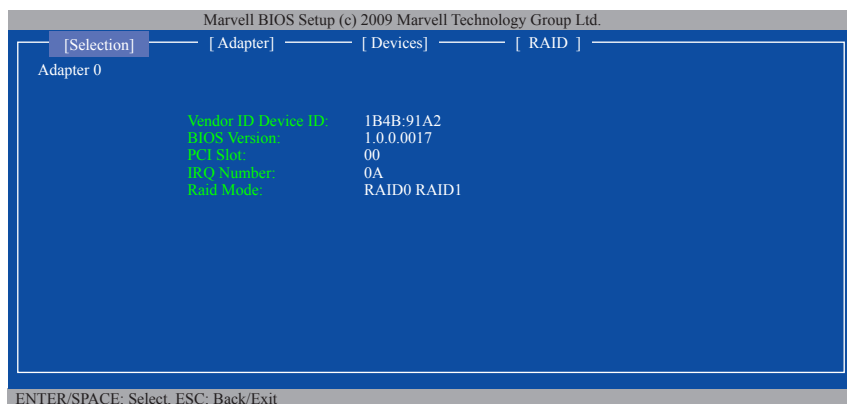 Marvell BIOS Setup (c) 2009 Marvell Technology Group Ltd.
[Selection] [ Adapter] [ Devices] [ RAID ]
Adapter 0
Vendor ID Device ID: 1B4B:91A2
BIOS Version: 1.0.0.0017
PCI Slot: 00
IRQ Number: 0A
Raid Mode: RAID0 RAID1
ENTER/SPACE: Select, ESC: Back/Exit